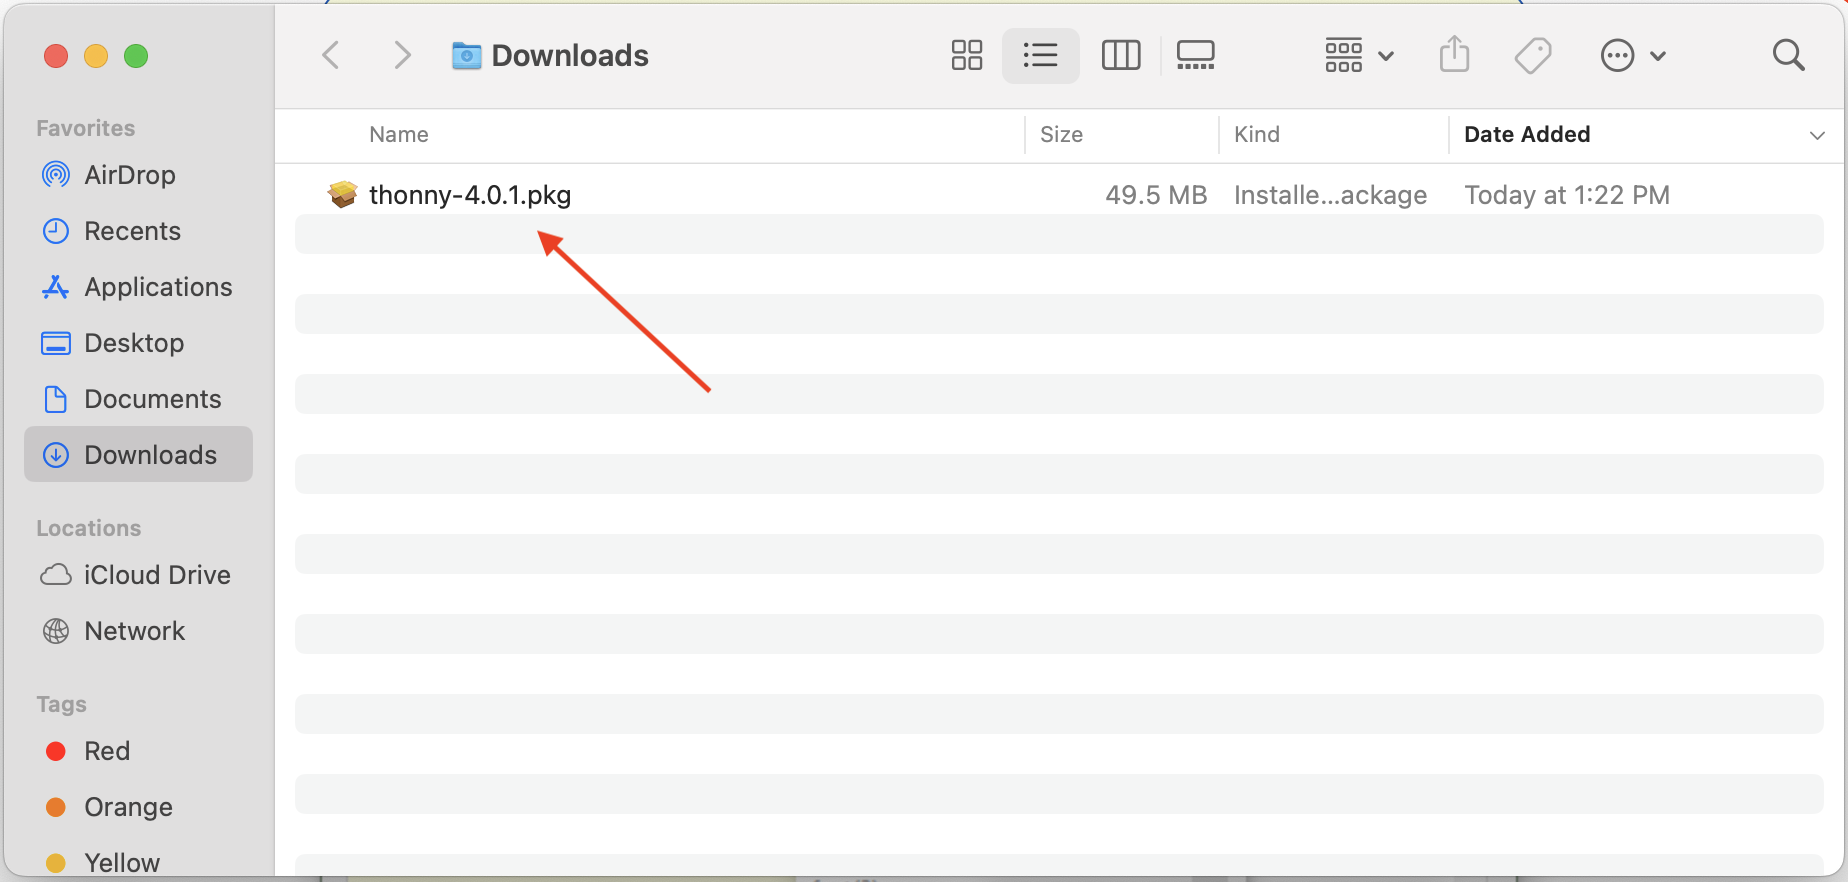 Downloads
Favorites
AirDrop
Recents
Applications
Desktop
Documents
Downloads
Locations
iCloud Drive
Network
Tags
Red
Orange
Yellow
Name Size Kind Date Added
thonny-4.0.1.pkg 49.5 MB Installe...ackage Today at 1:22 PM